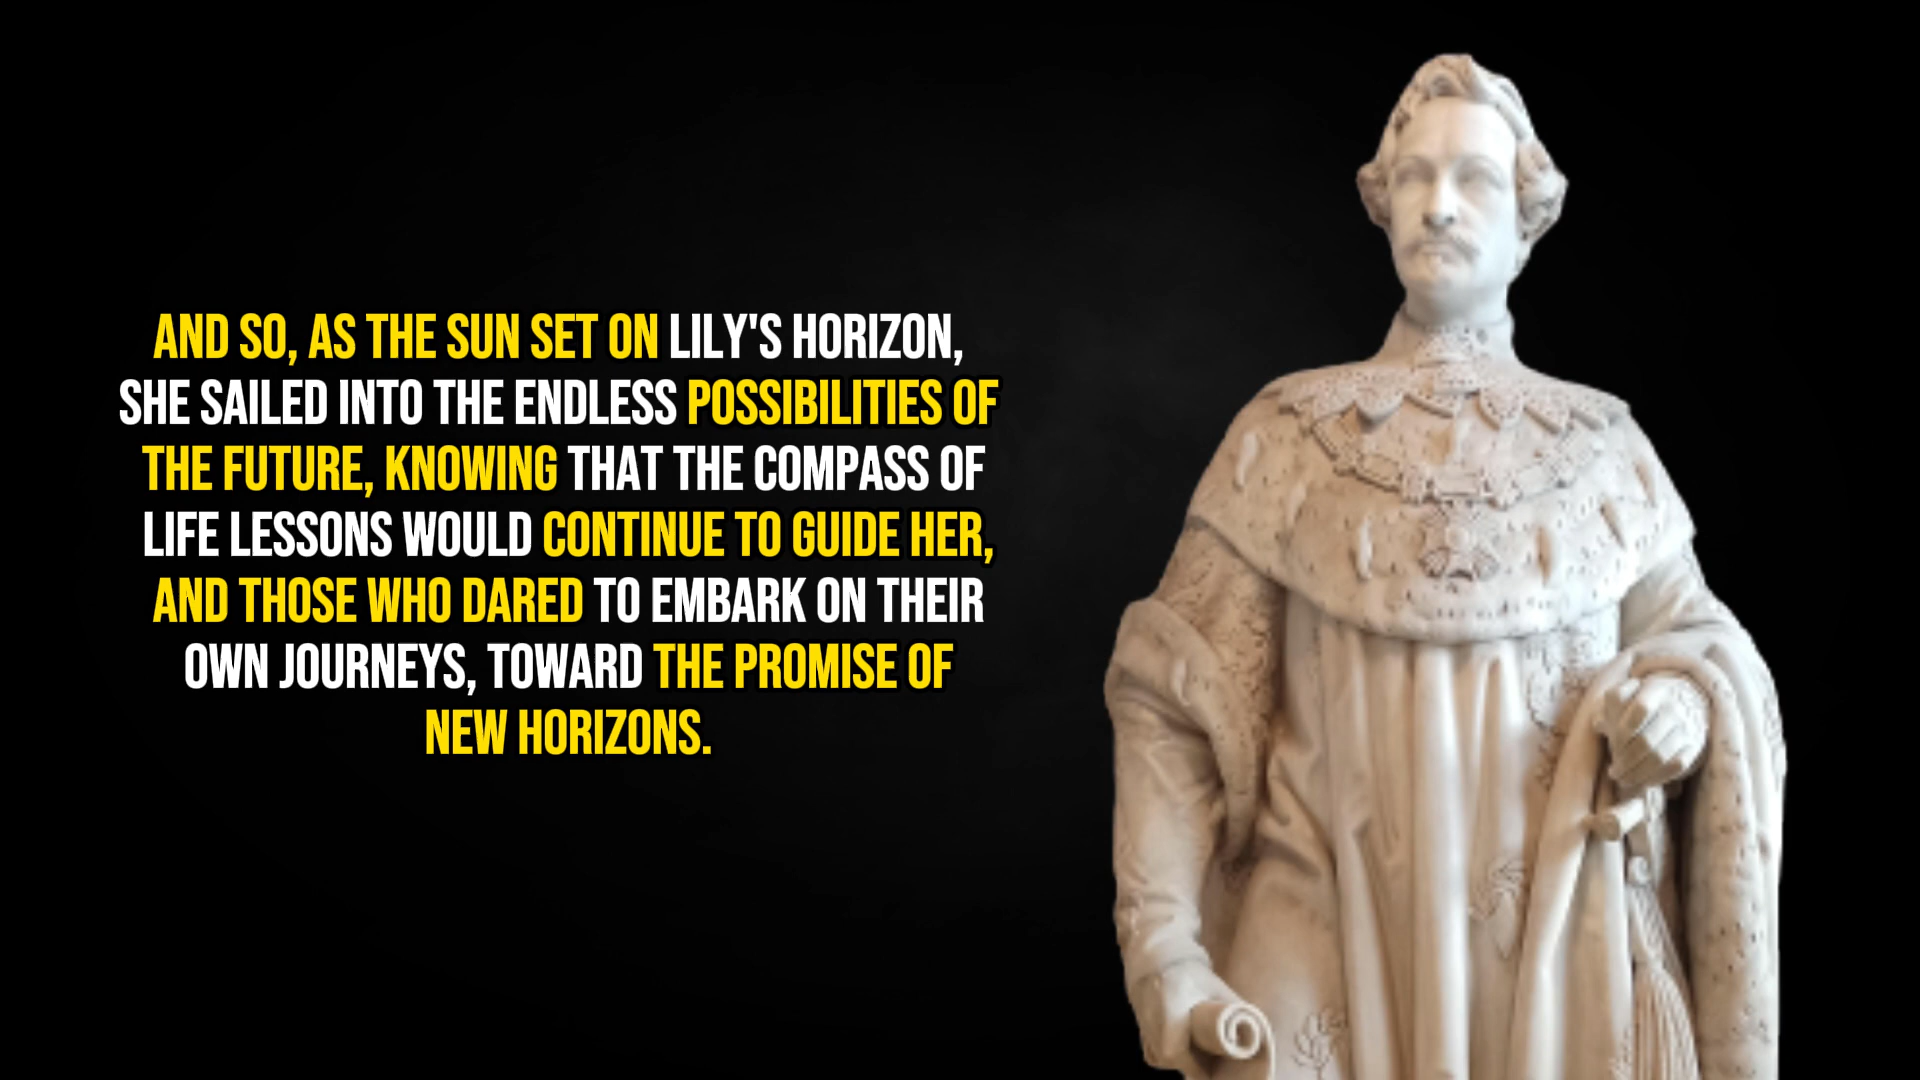 AND SO, AS THE SUN SET ON LILY'S HORIZON,
SHE SAILED INTO THE ENDLESS POSSIBILITIES OF
THE FUTURE, KNOWING THAT THE COMPASS OF
LIFE LESSONS WOULD CONTINUE TO GUIDE HER,
AND THOSE WHO DARED TO EMBARK ON THEIR
OWN JOURNEYS, TOWARD THE PROMISE OF
NEW HORIZONS.